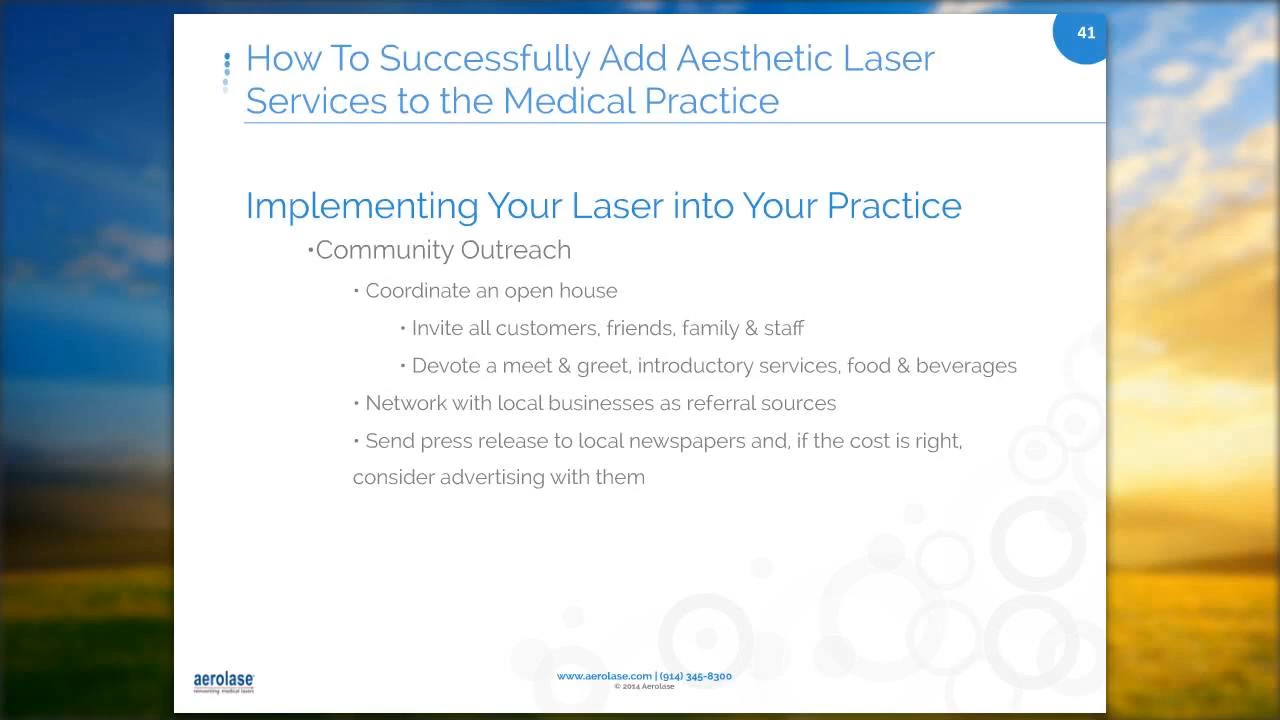 41
How To Successfully Add Aesthetic Laser
Services to the Medical Practice
Implementing Your Laser into Your Practice
•Community Outreach
• Coordinate an open house
• Invite all customers, friends, family & staff
• Devote a meet & greet, introductory services, food & beverages
• Network with local businesses as referral sources
• Send press release to local newspapers and, if the cost is right,
consider advertising with them
aerolase
reinventing medical lasers
www.aerolase.com | (914) 345-8300
© 2014 Aerolase